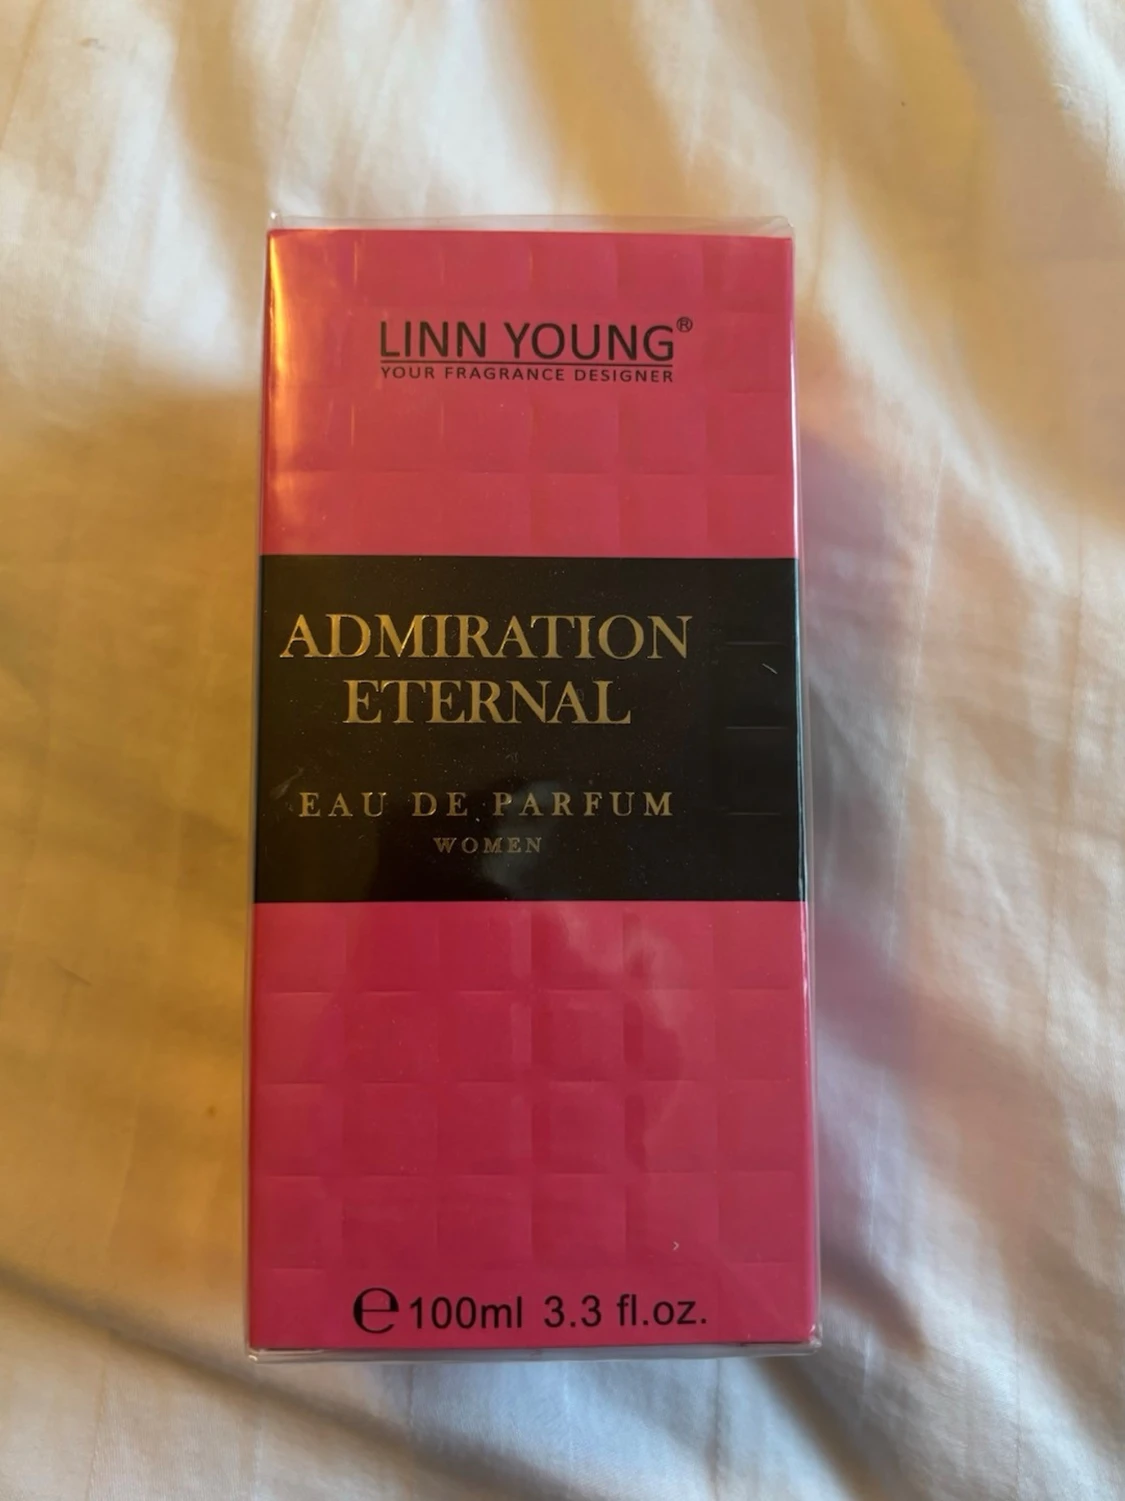 LINN YOUNG®
YOUR FRAGRANCE DESIGNER
ADMIRATION
ETERNAL
EAU DE PARFUM
WOMEN
℮ 100ml 3.3 fl.oz.